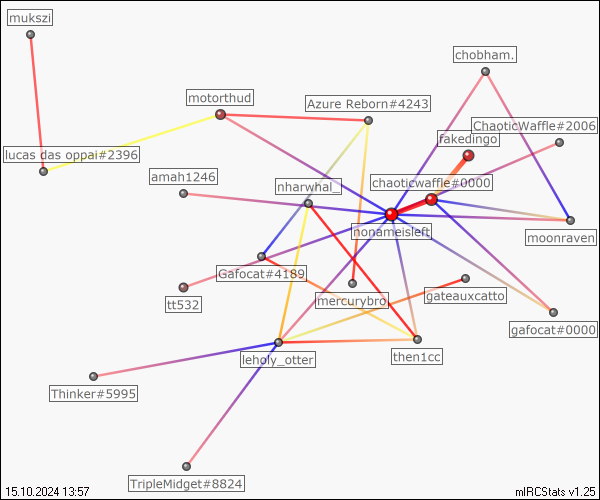 mukszi
chobham.
motorthud
Azure Reborn#4243
ChaoticWaffle#2006
fakedingo
lucas das oppai#2396
amah1246
nharwhal_
chaoticwaffle#0000
nonameisleft
moonraven
Gafocat#4189
tt532
mercurybro
gateauxcatto
gafocat#0000
leholy_otter
then1cc
Thinker#5995
TripleMidget#8824
15.10.2024 13:57
mIRCStats v1.25